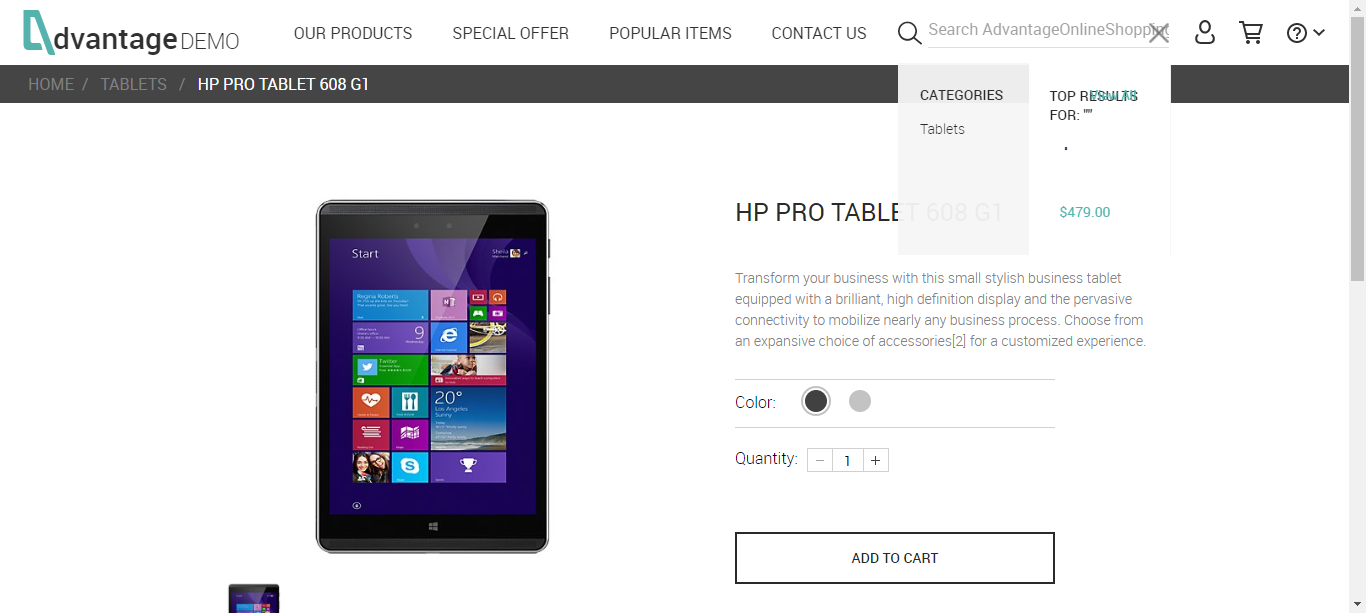 dvantage DEMO
OUR PRODUCTS
SPECIAL OFFER
POPULAR ITEMS
CONTACT US
Search AdvantageOnlineShopping
HOME / TABLETS / HP PRO TABLET 608 G1
CATEGORIES
Tablets
TOP RESULTS
View All
FOR: ""
$479.00
HP PRO TABLET 608 G1
Start
Sheila
Regina Roberts
9
Twitter
20°
Los Angeles
Sunny
Transform your business with this small stylish business tablet
equipped with a brilliant, high definition display and the pervasive
connectivity to mobilize nearly any business process. Choose from
an expansive choice of accessories[2] for a customized experience.
Color:
Quantity:
− 1 +
ADD TO CART